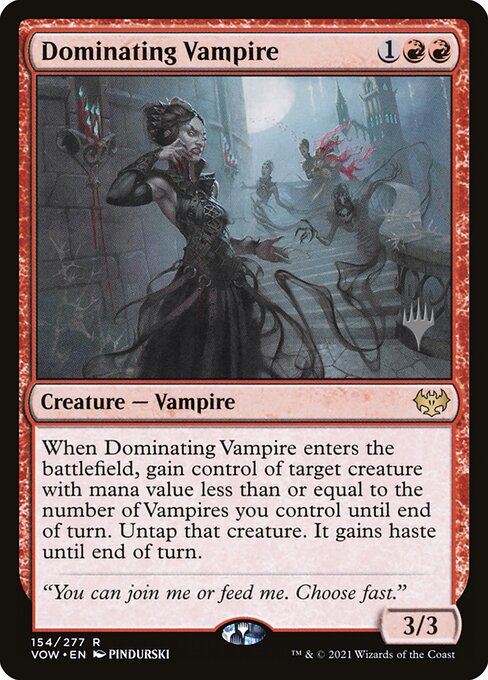 Dominating Vampire 1
Creature — Vampire
When Dominating Vampire enters the
battlefield, gain control of target creature
with mana value less than or equal to the
number of Vampires you control until end
of turn. Untap that creature. It gains haste
until end of turn.
“You can join me or feed me. Choose fast.”
3/3
154/277 R
VOW • EN PINDURSKI
™ & © 2021 Wizards of the Coast